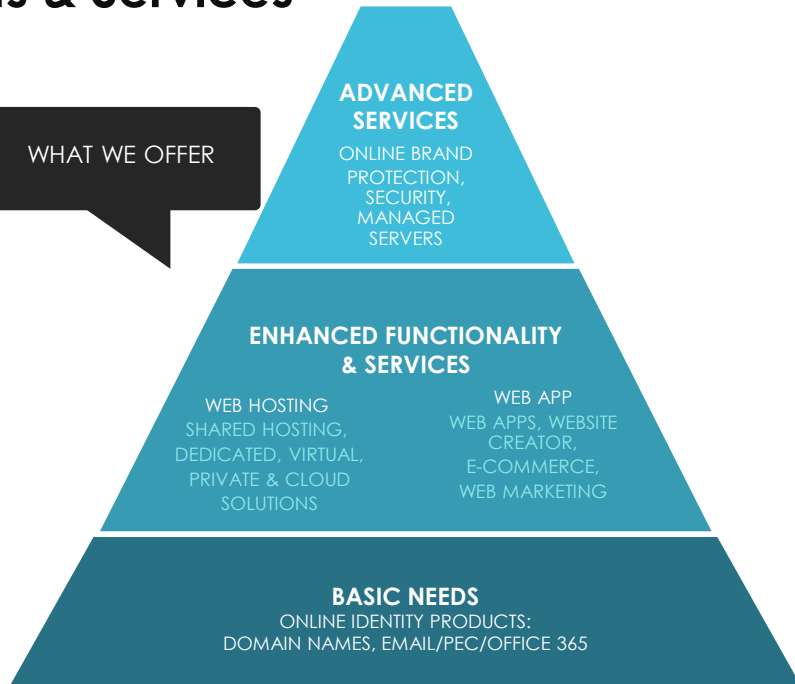 & Services
WHAT WE OFFER
ADVANCED
SERVICES
ONLINE BRAND
PROTECTION,
SECURITY,
MANAGED
SERVERS
ENHANCED FUNCTIONALITY
& SERVICES
WEB HOSTING
SHARED HOSTING,
DEDICATED, VIRTUAL,
PRIVATE & CLOUD
SOLUTIONS
WEB APP
WEB APPS, WEBSITE
CREATOR,
E-COMMERCE,
WEB MARKETING
BASIC NEEDS
ONLINE IDENTITY PRODUCTS:
DOMAIN NAMES, EMAIL/PEC/OFFICE 365